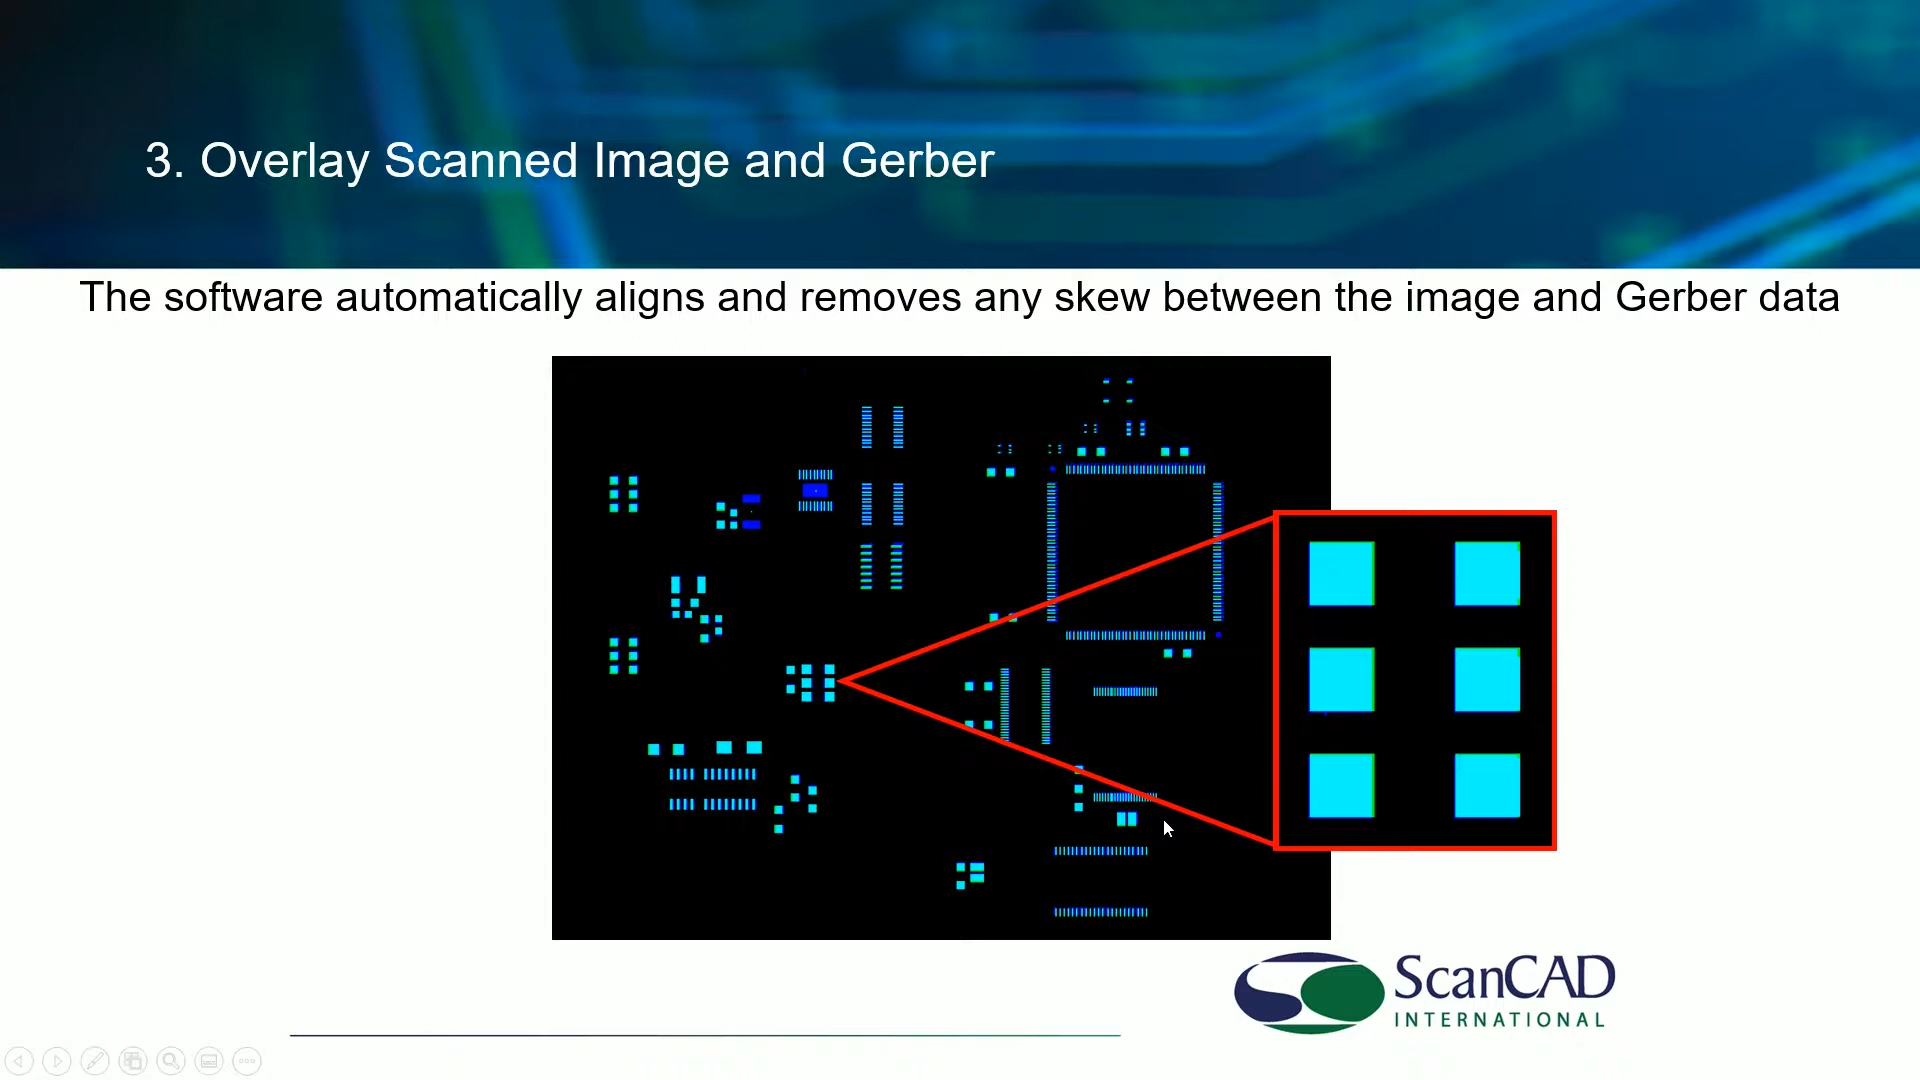 3. Overlay Scanned Image and Gerber
The software automatically aligns and removes any skew between the image and Gerber data
ScanCAD
INTERNATIONAL